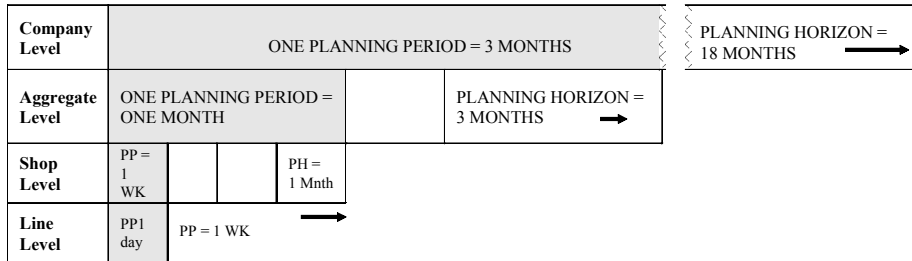 Company
Level
ONE PLANNING PERIOD = 3 MONTHS
PLANNING HORIZON =
18 MONTHS
Aggregate
Level
ONE PLANNING PERIOD =
ONE MONTH
PLANNING HORIZON =
3 MONTHS
Shop
Level
PP =
1
WK
PH =
1 Mnth
Line
Level
PP1
day
PP = 1 WK